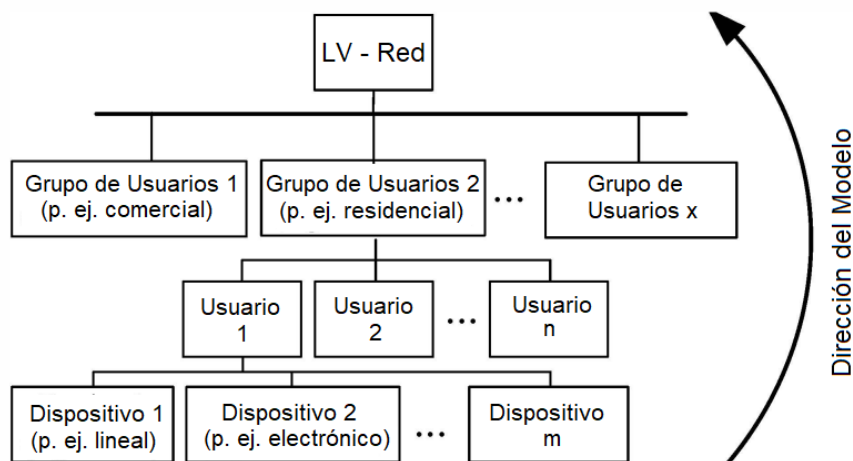 LV - Red
Grupo de Usuarios 1
(p. ej. comercial)
Grupo de Usuarios 2
(p. ej. residencial)
...
Grupo de
Usuarios x
Usuario
1
Usuario
2
...
Usuario
n
Dispositivo 1
(p. ej. lineal)
Dispositivo 2
(p. ej. electrónico)
...
Dispositivo
m
Dirección del Modelo